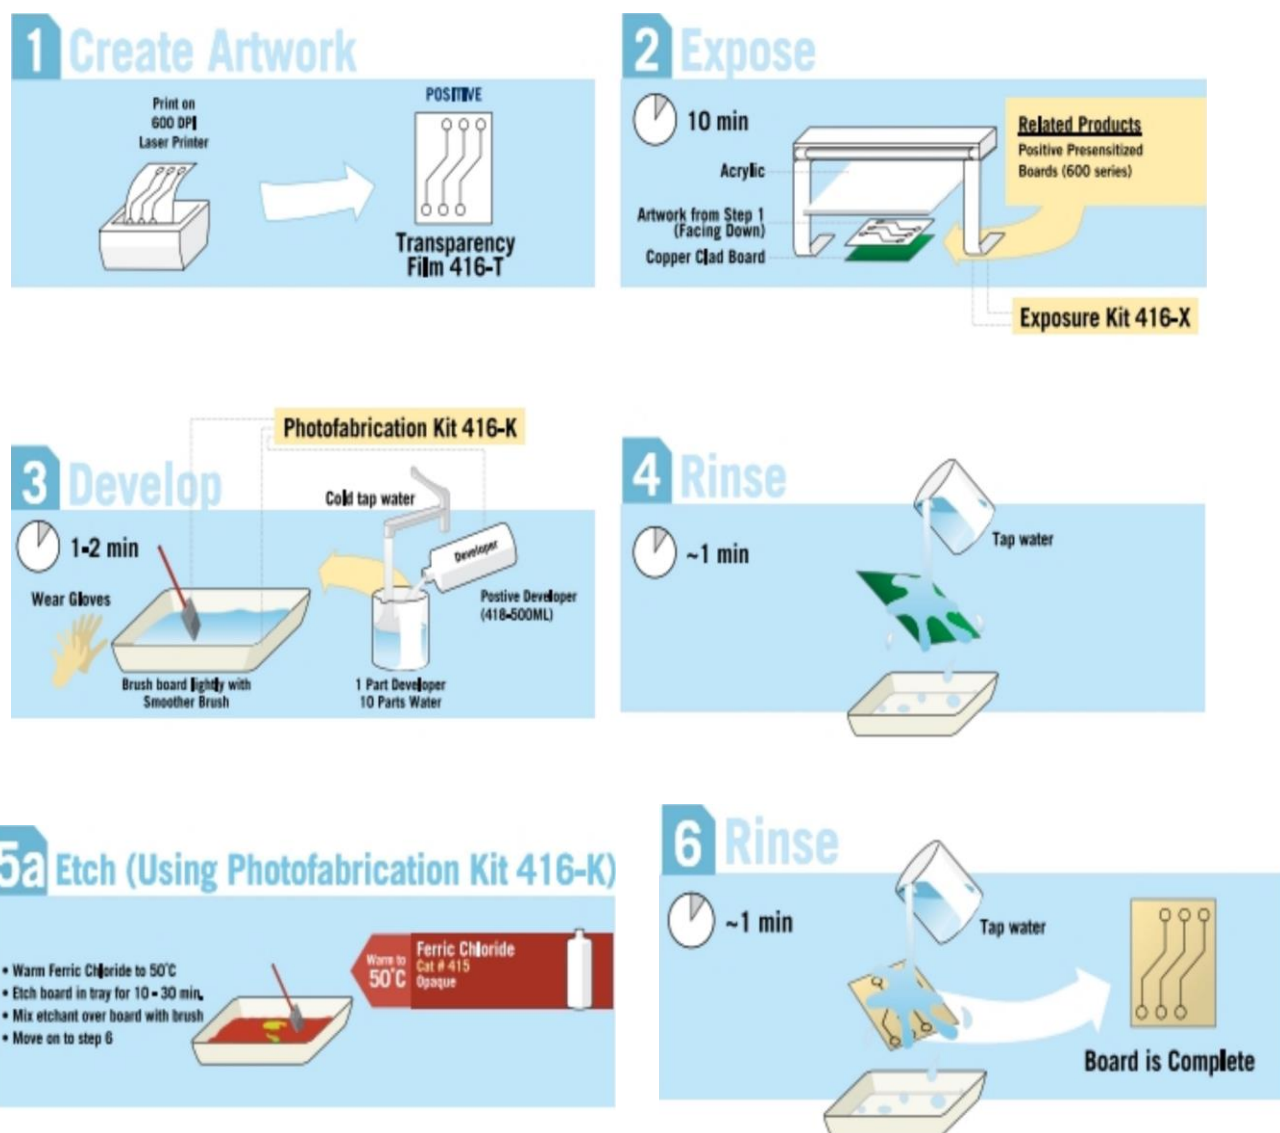 1 Create Artwork
Print on
600 DPI
Laser Printer
POSITIVE
Transparency
Film 416-T
2 Expose
10 min
Related Products
Positive Presensitized
Boards (600 series)
Acrylic
Artwork from Step 1
(Facing Down)
Copper Clad Board
Exposure Kit 416-X
Photofabrication Kit 416-K
3 Develop
Cold tap water
1-2 min
Developer
Wear Gloves
Postive Developer
(418-500ML)
Brush board lightly with
Smoother Brush
1 Part Developer
10 Parts Water
4 Rinse
~1 min
Tap water
5a Etch (Using Photofabrication Kit 416-K)
• Warm Ferric Chloride to 50°C
• Etch board in tray for 10 - 30 min.
• Mix etchant over board with brush
• Move on to step 6
Warm to
50°C
Ferric Chloride
Cat # 415
Opaque
6 Rinse
~1 min
Tap water
Board is Complete